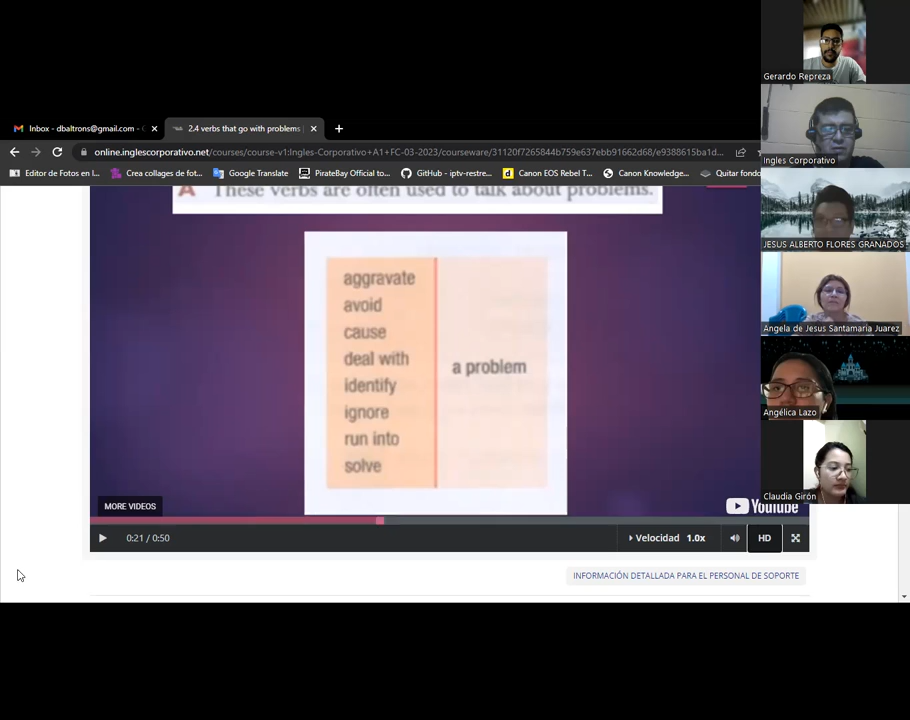 Inbox - dbaltrons@gmail.com -
2.4 verbs that go with problems
online.inglescorporativo.net/courses/course-v1:Ingles-Corporativo+A1+FC-03-2023/courseware/31120f7265844b759e637ebb91662d68/e9388615ba1d...
Editor de Fotos en l...
Crea collages de fot...
Google Translate
PirateBay Official to...
GitHub - iptv-restre...
Canon EOS Rebel T...
Canon Knowledge...
Quitar fondo
A These verbs are often used to talk about problems.
aggravate
avoid
cause
deal with
identify
ignore
run into
solve
a problem
MORE VIDEOS
YouTube
0:21 / 0:50
Velocidad 1.0x
HD
INFORMACIÓN DETALLADA PARA EL PERSONAL DE SOPORTE
Gerardo Repreza
Ingles Corporativo
JESUS ALBERTO FLORES GRANADOS
Angela de Jesus Santamaria Juarez
Angélica Lazo
Claudia Girón